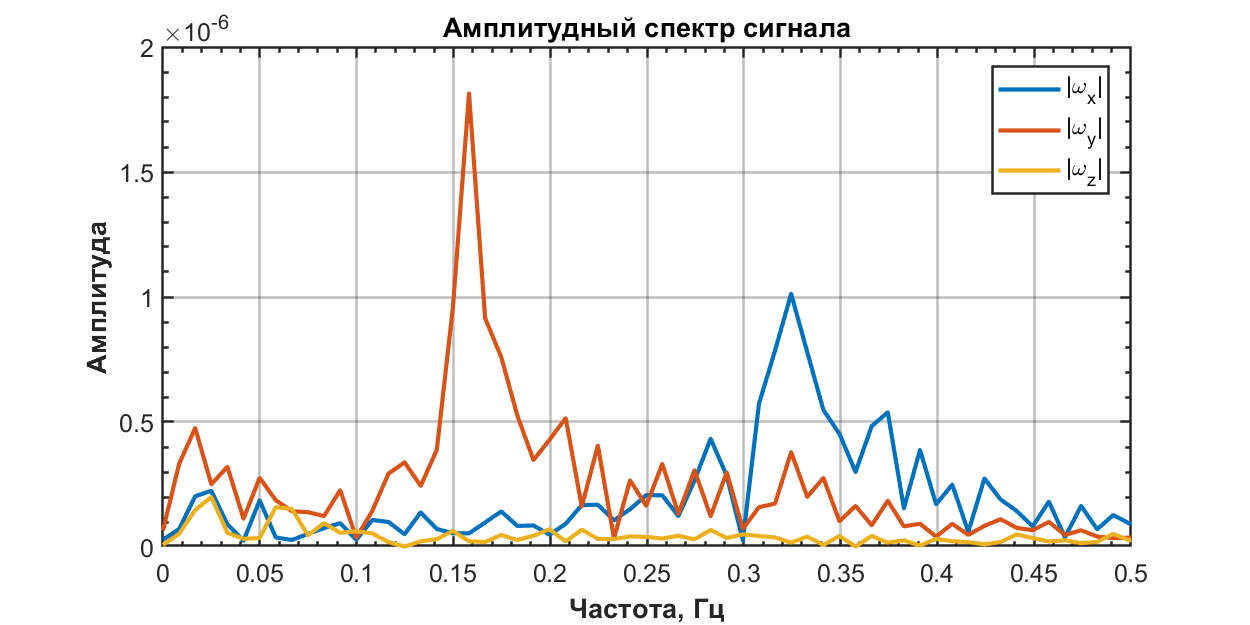 Амплитудный спектр сигнала
×10⁻⁶
2
1.5
1
0.5
0
Амплитуда
|ωₓ|
|ω_y|
|ω_z|
0 0.05 0.1 0.15 0.2 0.25 0.3 0.35 0.4 0.45 0.5
Частота, Гц